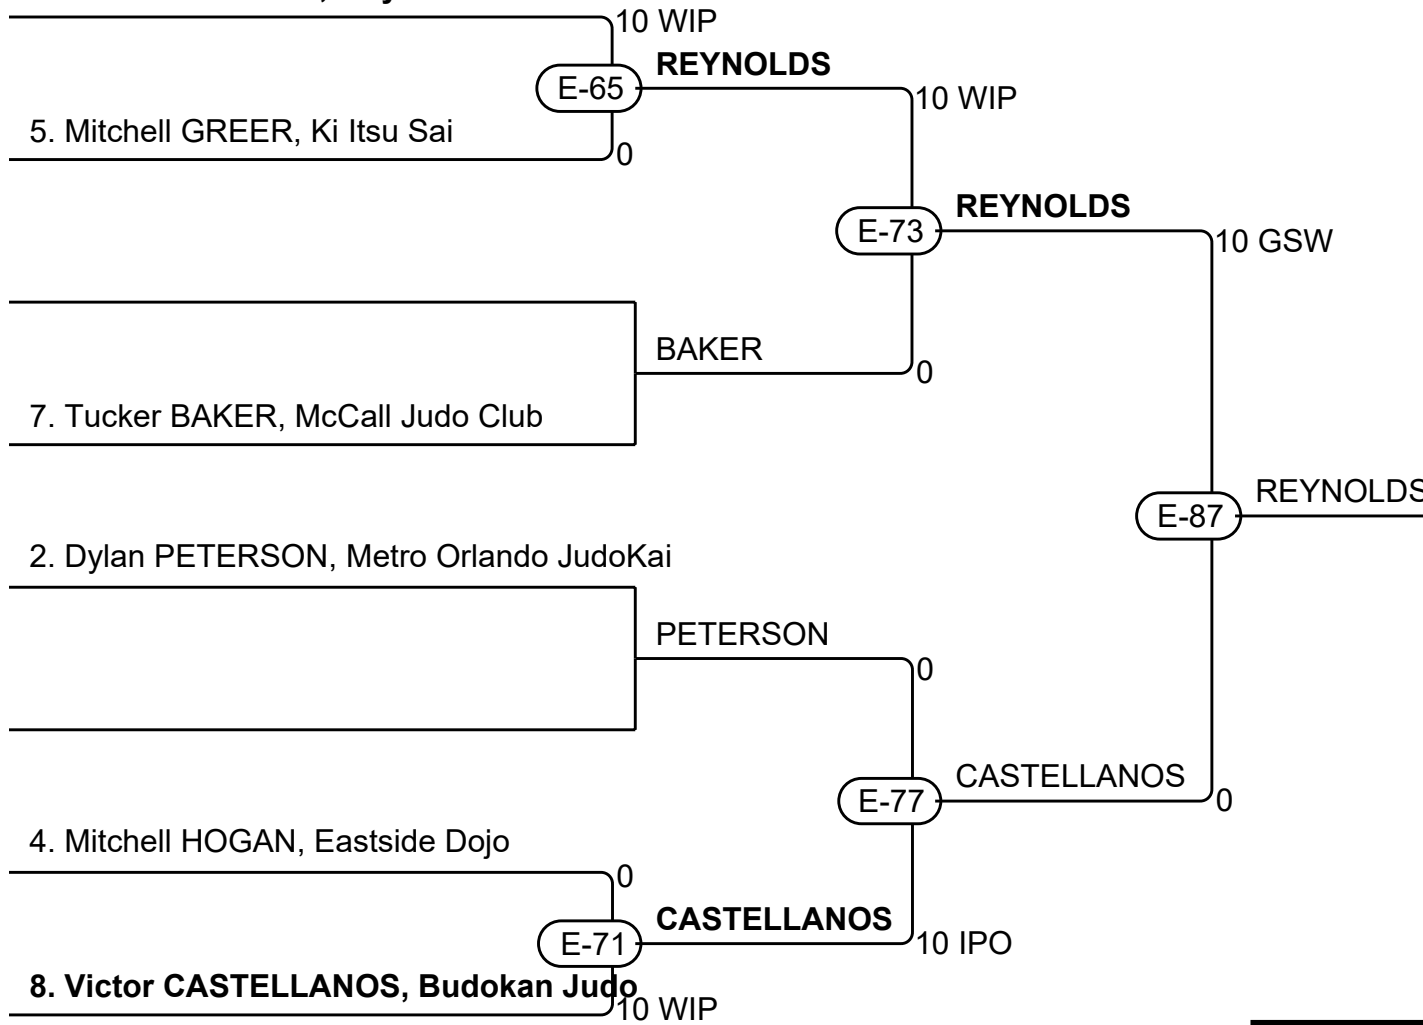 10 WIP
REYNOLDS
E-65
10 WIP
5. Mitchell GREER, Ki Itsu Sai
0
REYNOLDS
E-73
10 GSW
BAKER
0
7. Tucker BAKER, McCall Judo Club
REYNOLDS
E-87
2. Dylan PETERSON, Metro Orlando JudoKai
PETERSON
0
CASTELLANOS
E-77
0
4. Mitchell HOGAN, Eastside Dojo
0
CASTELLANOS
E-71
10 IPO
8. Victor CASTELLANOS, Budokan Judo
10 WIP